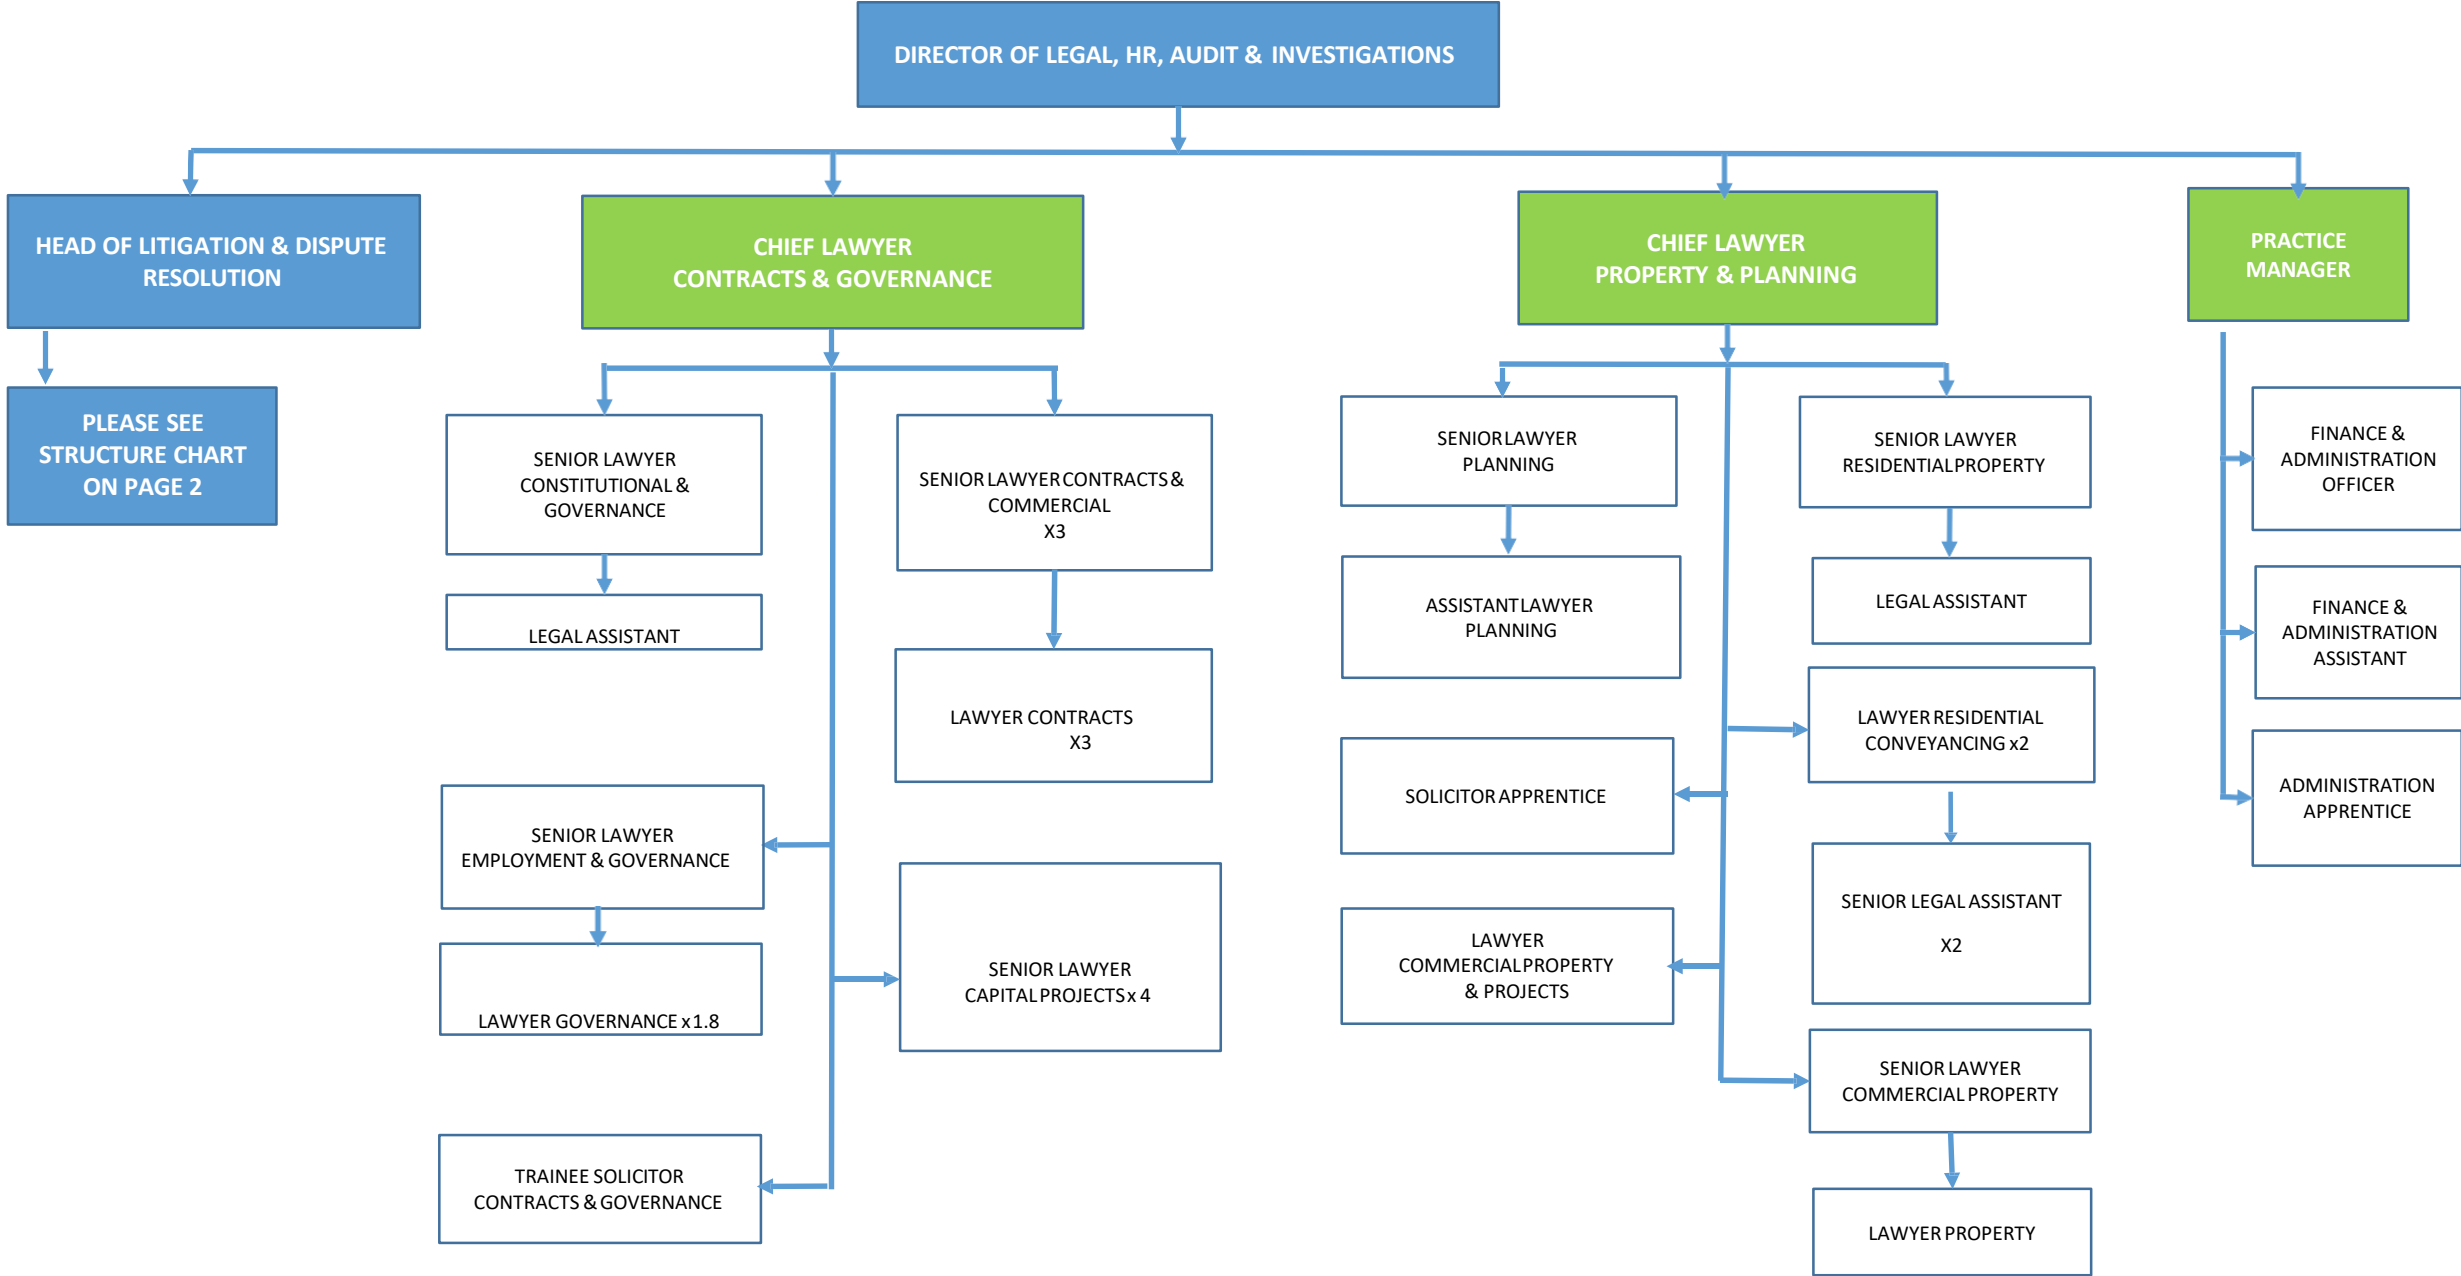 DIRECTOR OF LEGAL, HR, AUDIT & INVESTIGATIONS
HEAD OF LITIGATION & DISPUTE
RESOLUTION
PLEASE SEE
STRUCTURE CHART
ON PAGE 2
CHIEF LAWYER
CONTRACTS & GOVERNANCE
SENIOR LAWYER
CONSTITUTIONAL &
GOVERNANCE
LEGAL ASSISTANT
SENIOR LAWYER CONTRACTS &
COMMERCIAL
X3
LAWYER CONTRACTS
X3
SENIOR LAWYER
EMPLOYMENT & GOVERNANCE
LAWYER GOVERNANCE x 1.8
SENIOR LAWYER
CAPITAL PROJECTS x 4
TRAINEE SOLICITOR
CONTRACTS & GOVERNANCE
CHIEF LAWYER
PROPERTY & PLANNING
SENIOR LAWYER
PLANNING
ASSISTANT LAWYER
PLANNING
SENIOR LAWYER
RESIDENTIAL PROPERTY
LEGAL ASSISTANT
LAWYER RESIDENTIAL
CONVEYANCING x2
SOLICITOR APPRENTICE
SENIOR LEGAL ASSISTANT
X2
LAWYER
COMMERCIAL PROPERTY
& PROJECTS
SENIOR LAWYER
COMMERCIAL PROPERTY
LAWYER PROPERTY
PRACTICE
MANAGER
FINANCE &
ADMINISTRATION
OFFICER
FINANCE &
ADMINISTRATION
ASSISTANT
ADMINISTRATION
APPRENTICE